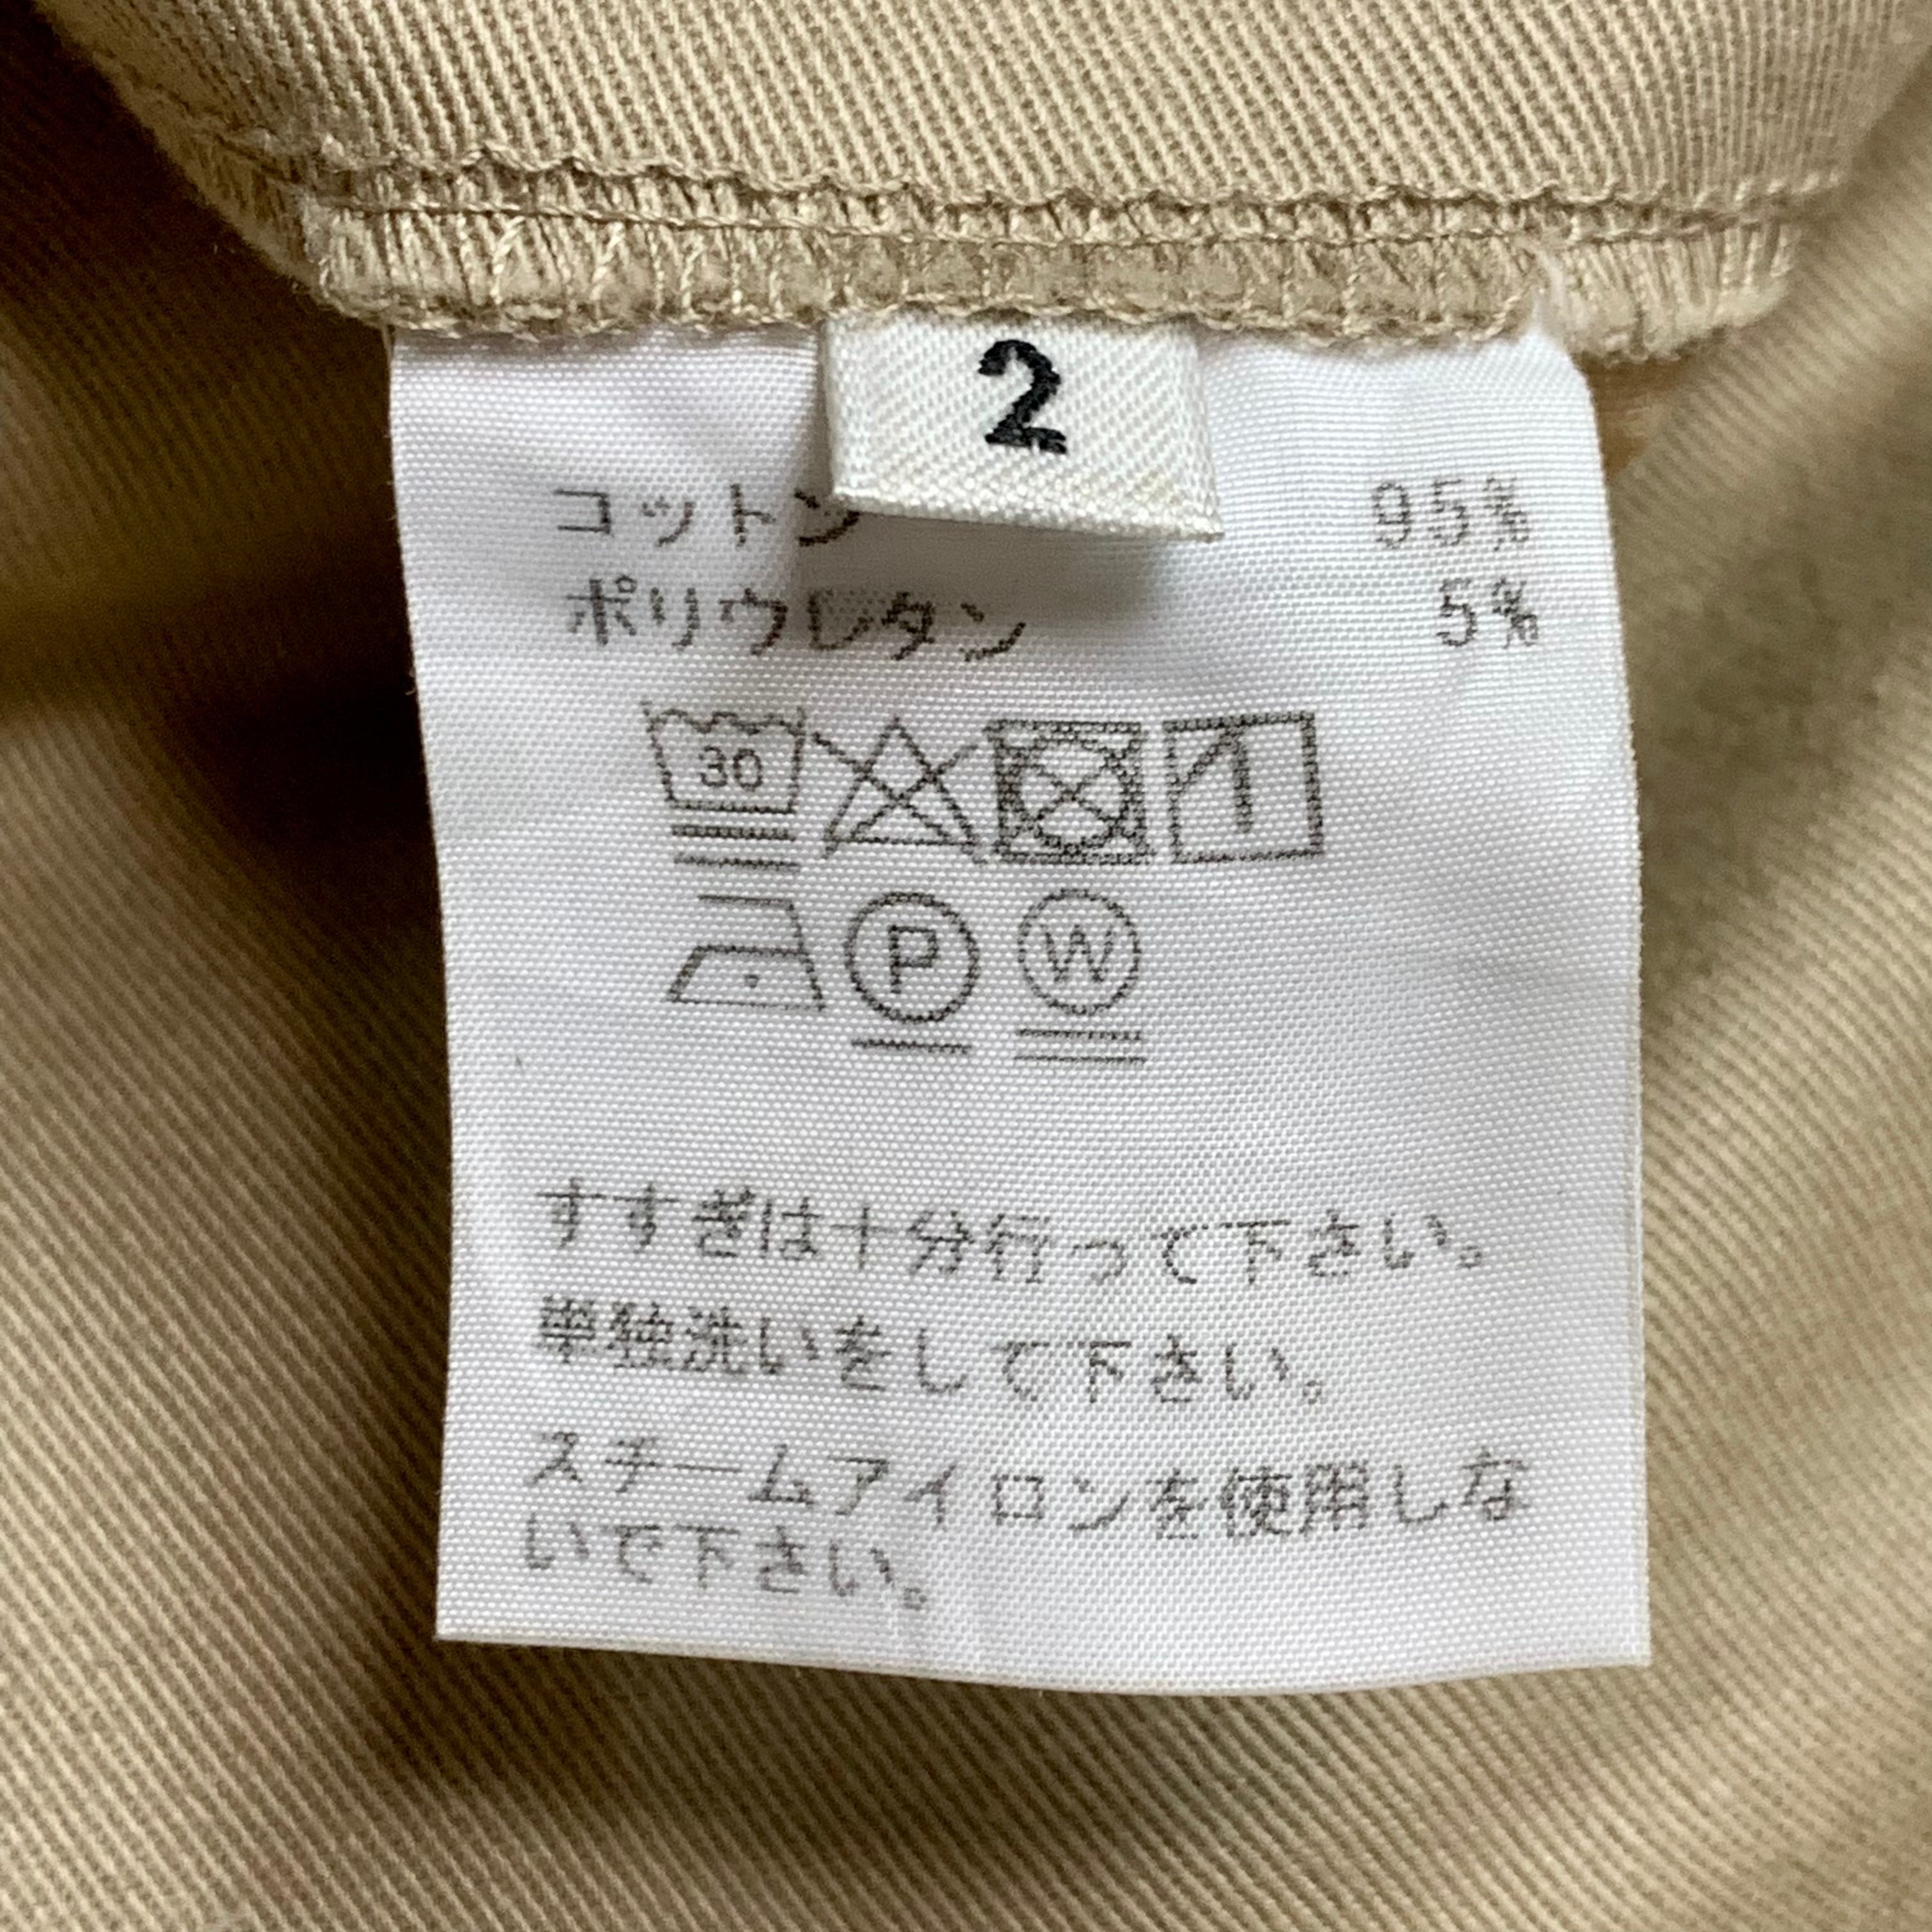 2
コットン 95%
ポリウレタン 5%
30
P W
すすぎは十分行って下さい。
単独洗いをして下さい。
スチームアイロンを使用しな
いで下さい。